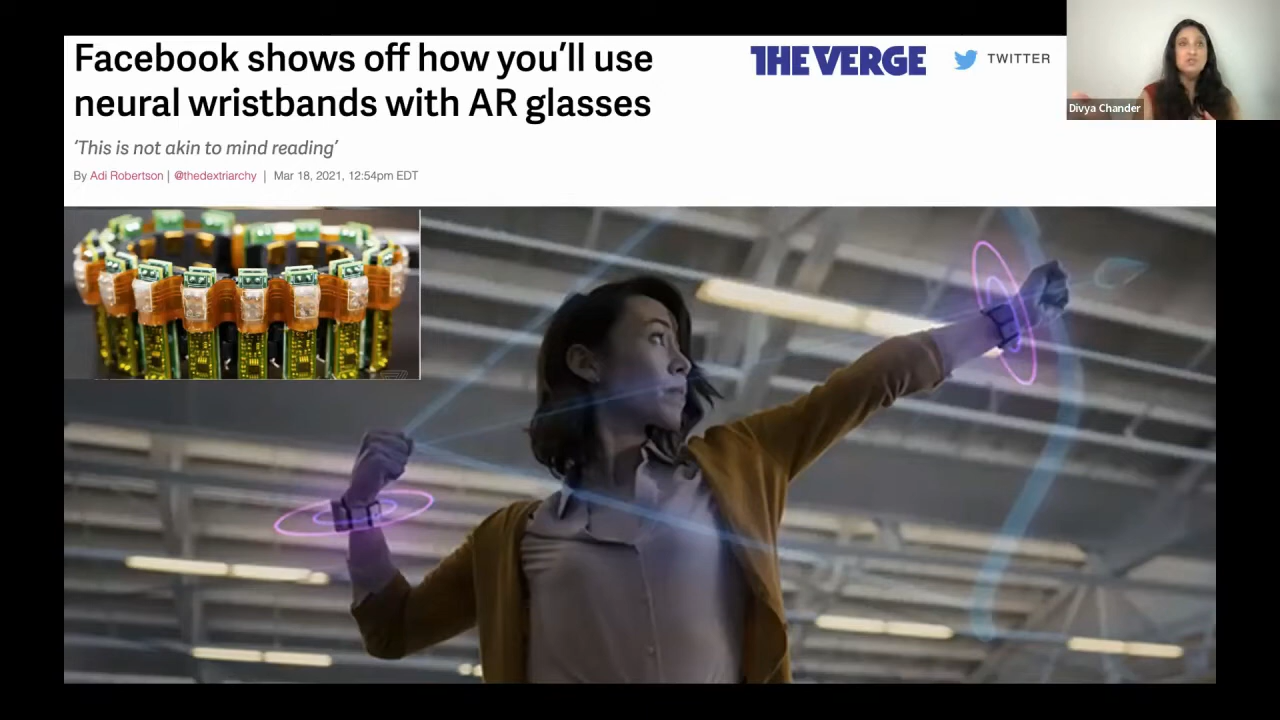 Facebook shows off how you’ll use
neural wristbands with AR glasses
THE VERGE
TWITTER
‘This is not akin to mind reading’
By Adi Robertson | @thedextriarchy | Mar 18, 2021, 12:54pm EDT
Divya Chander